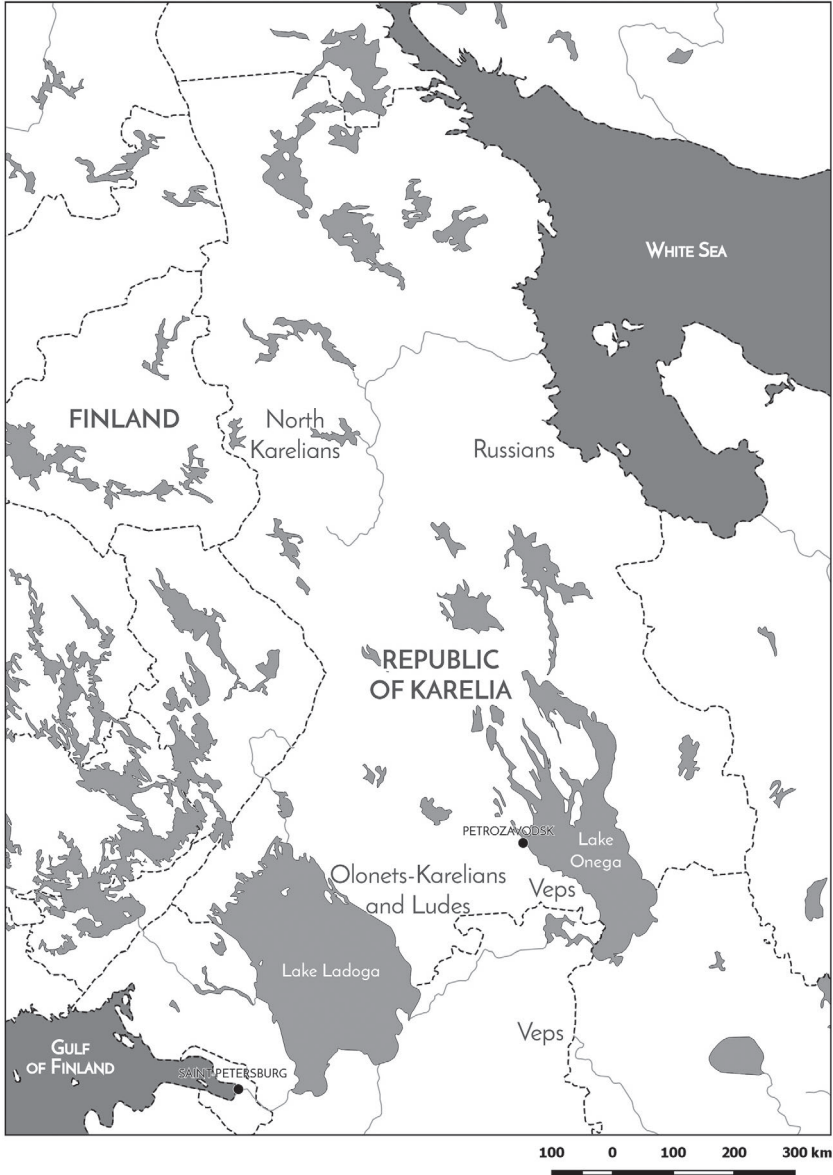 WHITE SEA
FINLAND
North
Karelians
Russians
REPUBLIC
OF KARELIA
PETROZAVODSK
Lake
Onega
Olonets-Karelians
and Ludes
Veps
Lake Ladoga
Veps
GULF
OF FINLAND
SAINT PETERSBURG
100 0 100 200 300 km